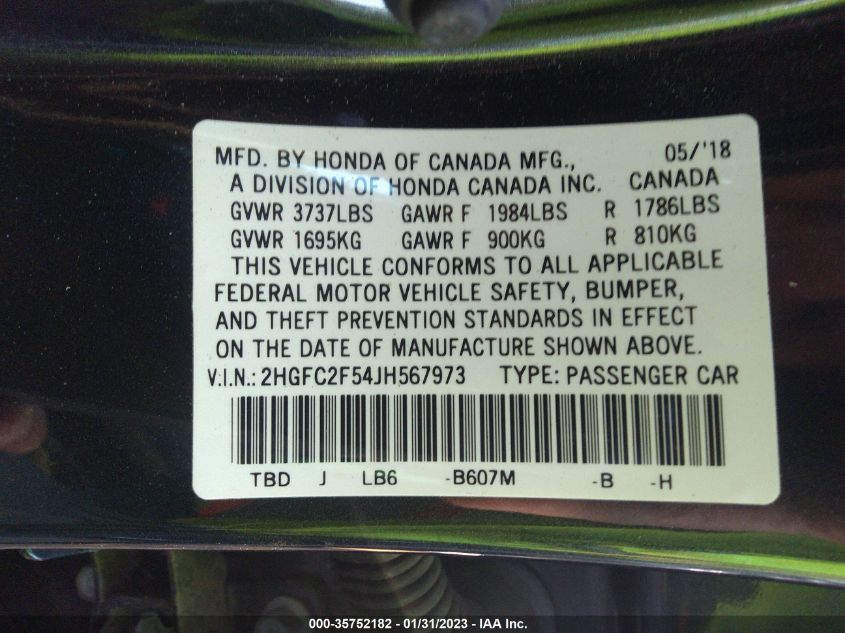 MFD. BY HONDA OF CANADA MFG., 05/'18
A DIVISION OF HONDA CANADA INC. CANADA
GVWR 3737LBS GAWR F 1984LBS R 1786LBS
GVWR 1695KG GAWR F 900KG R 810KG
THIS VEHICLE CONFORMS TO ALL APPLICABLE
FEDERAL MOTOR VEHICLE SAFETY, BUMPER,
AND THEFT PREVENTION STANDARDS IN EFFECT
ON THE DATE OF MANUFACTURE SHOWN ABOVE.
V.I.N.: 2HGFC2F54JH567973 TYPE: PASSENGER CAR
TBD J LB6 -B607M -B -H
000-35752182 - 01/31/2023 - IAA Inc.